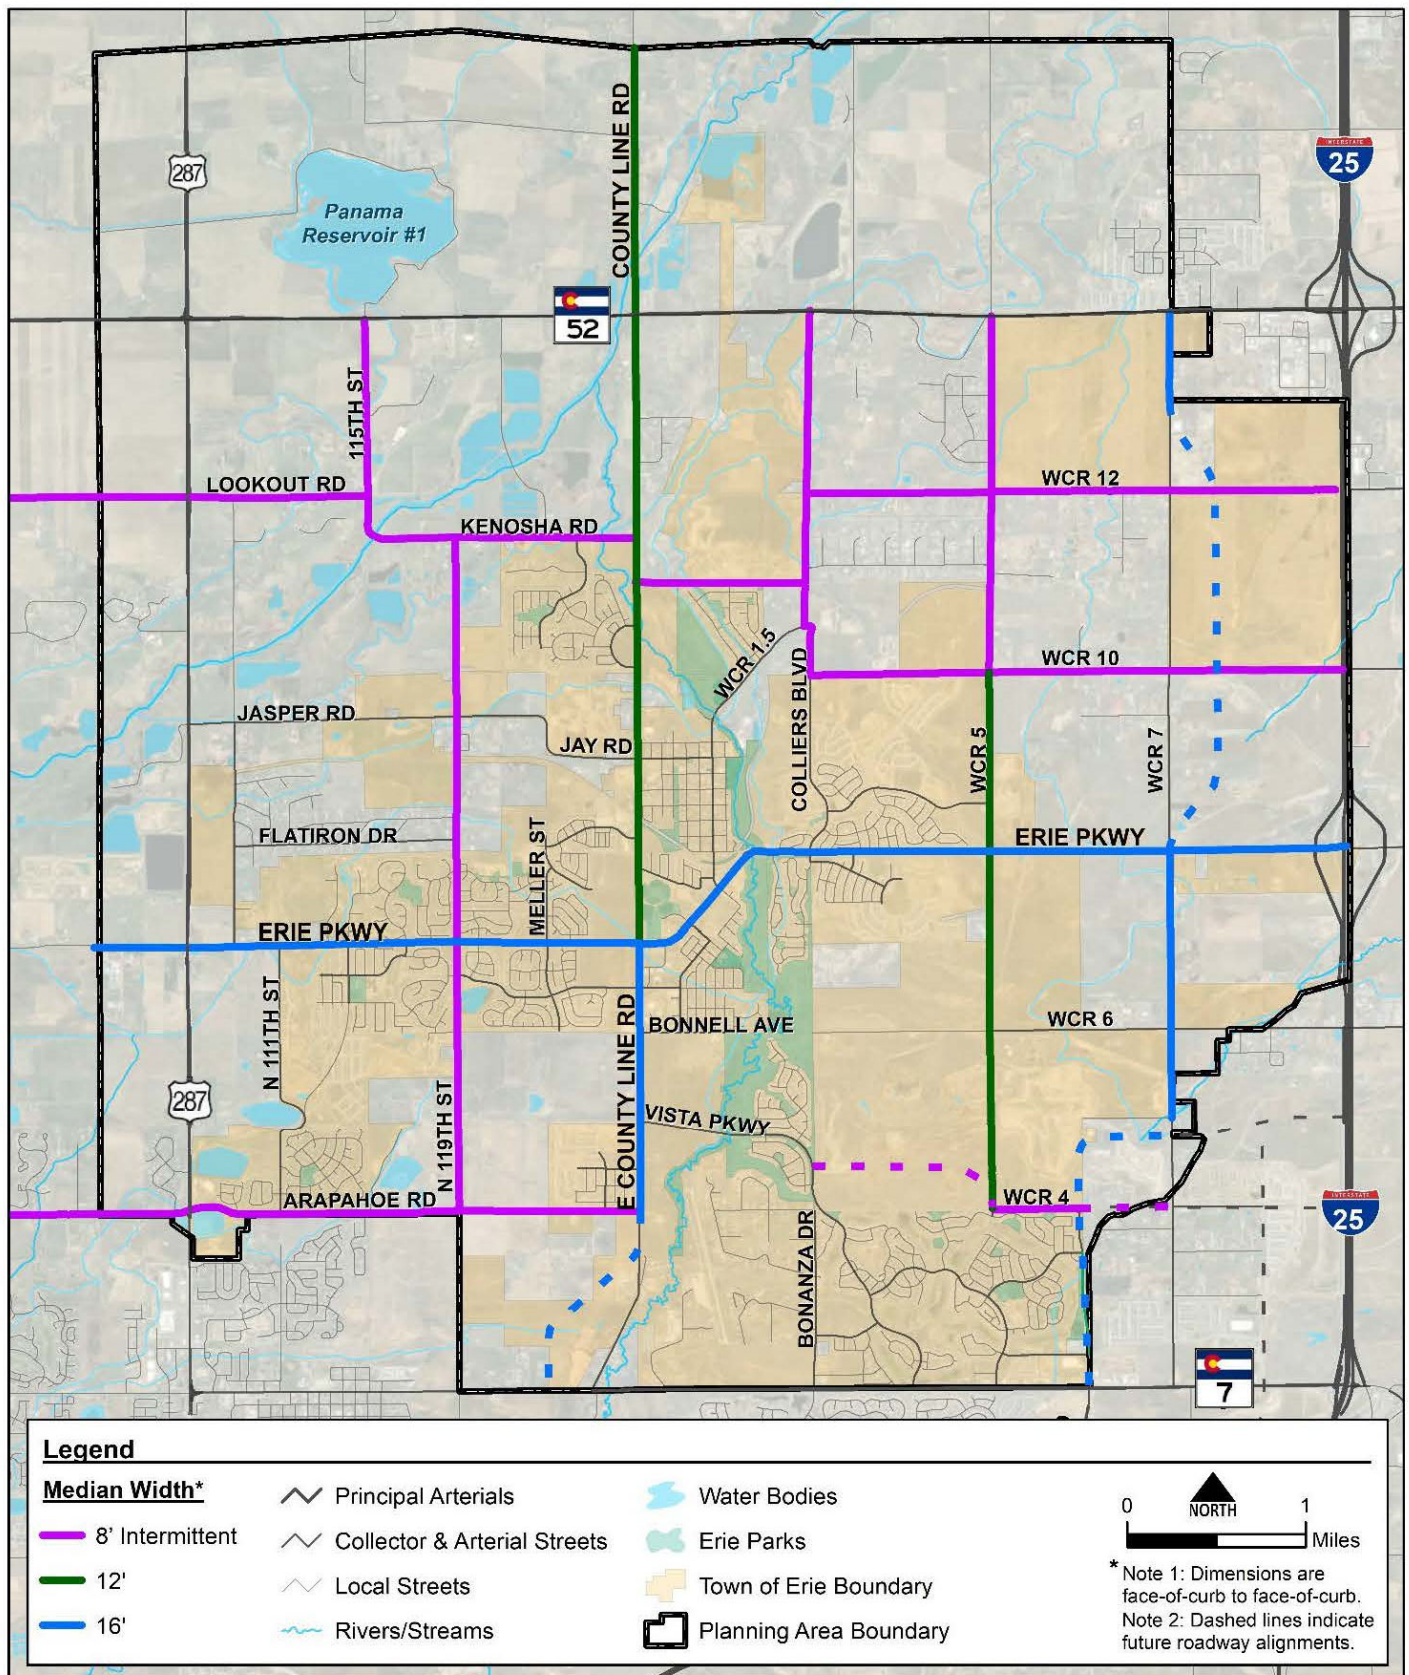 COUNTY LINE RD
INTERSTATE
25
287
Panama
Reservoir #1
52
115TH ST
LOOKOUT RD
WCR 12
KENOSHA RD
WCR 1.5
WCR 10
COLLIERS BLVD
JASPER RD
JAY RD
WCR 5
WCR 7
FLATIRON DR
MELLER ST
ERIE PKWY
ERIE PKWY
N 111TH ST
E COUNTY LINE RD
BONNELL AVE
WCR 6
287
N 119TH ST
VISTA PKWY
ARAPAHOE RD
WCR 4
INTERSTATE
25
BONANZA DR
7
Legend
Median Width*
8' Intermittent
12'
16'
Principal Arterials
Collector & Arterial Streets
Local Streets
Rivers/Streams
Water Bodies
Erie Parks
Town of Erie Boundary
Planning Area Boundary
0 NORTH 1
Miles
* Note 1: Dimensions are
face-of-curb to face-of-curb.
Note 2: Dashed lines indicate
future roadway alignments.